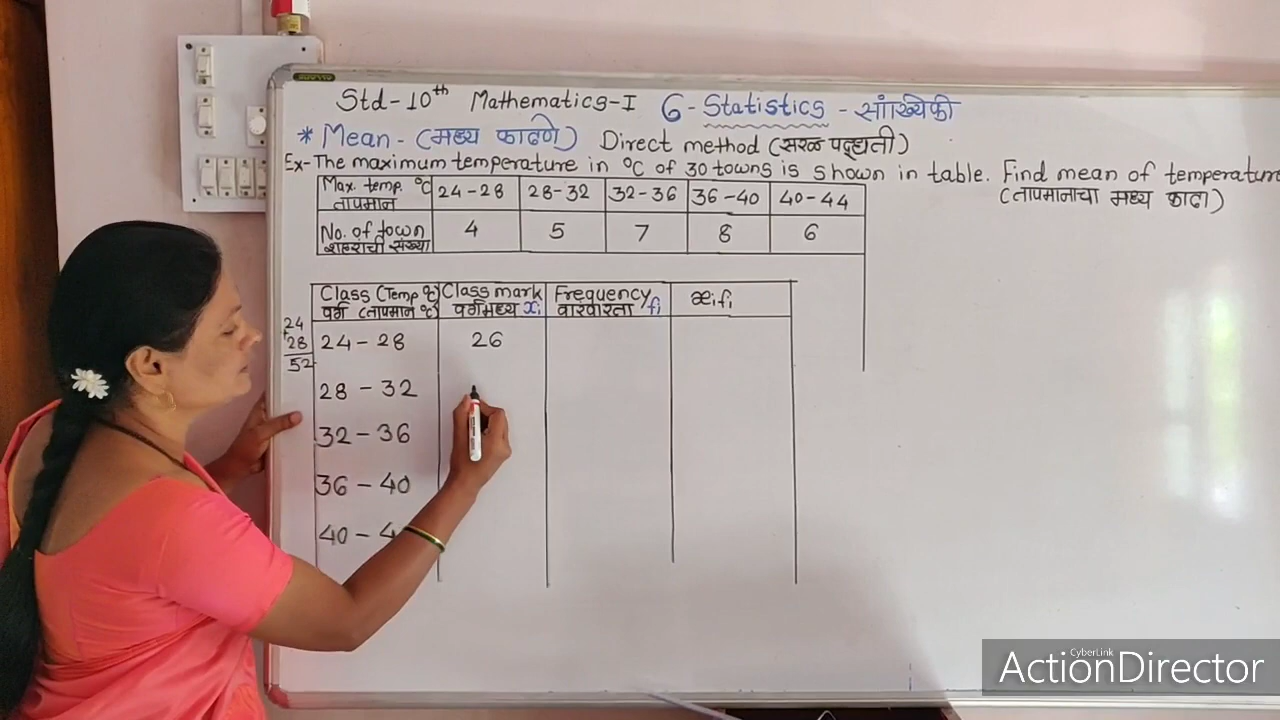 Std-10th Mathematics-I 6-Statistics - सांख्यिकी
* Mean-(मध्य काढणे) Direct method (सरळ पद्धती)
Ex-The maximum temperature in °C of 30 towns is shown in table. Find mean of temperature
(तापमानाचा मध्य काढा)
Max. temp. °C 24-28 28-32 32-36 36-40 40-44
तापमान
No. of town 4 5 7 8 6
शहरांची संख्या
Class (Temp °C) Class mark Frequency xifi
वर्ग (तापमान °C) वर्गमध्य xi वारंवारता fi
24
+
28
52
24-28 26
28-32
32-36
36-40
40-4
CyberLink
ActionDirector